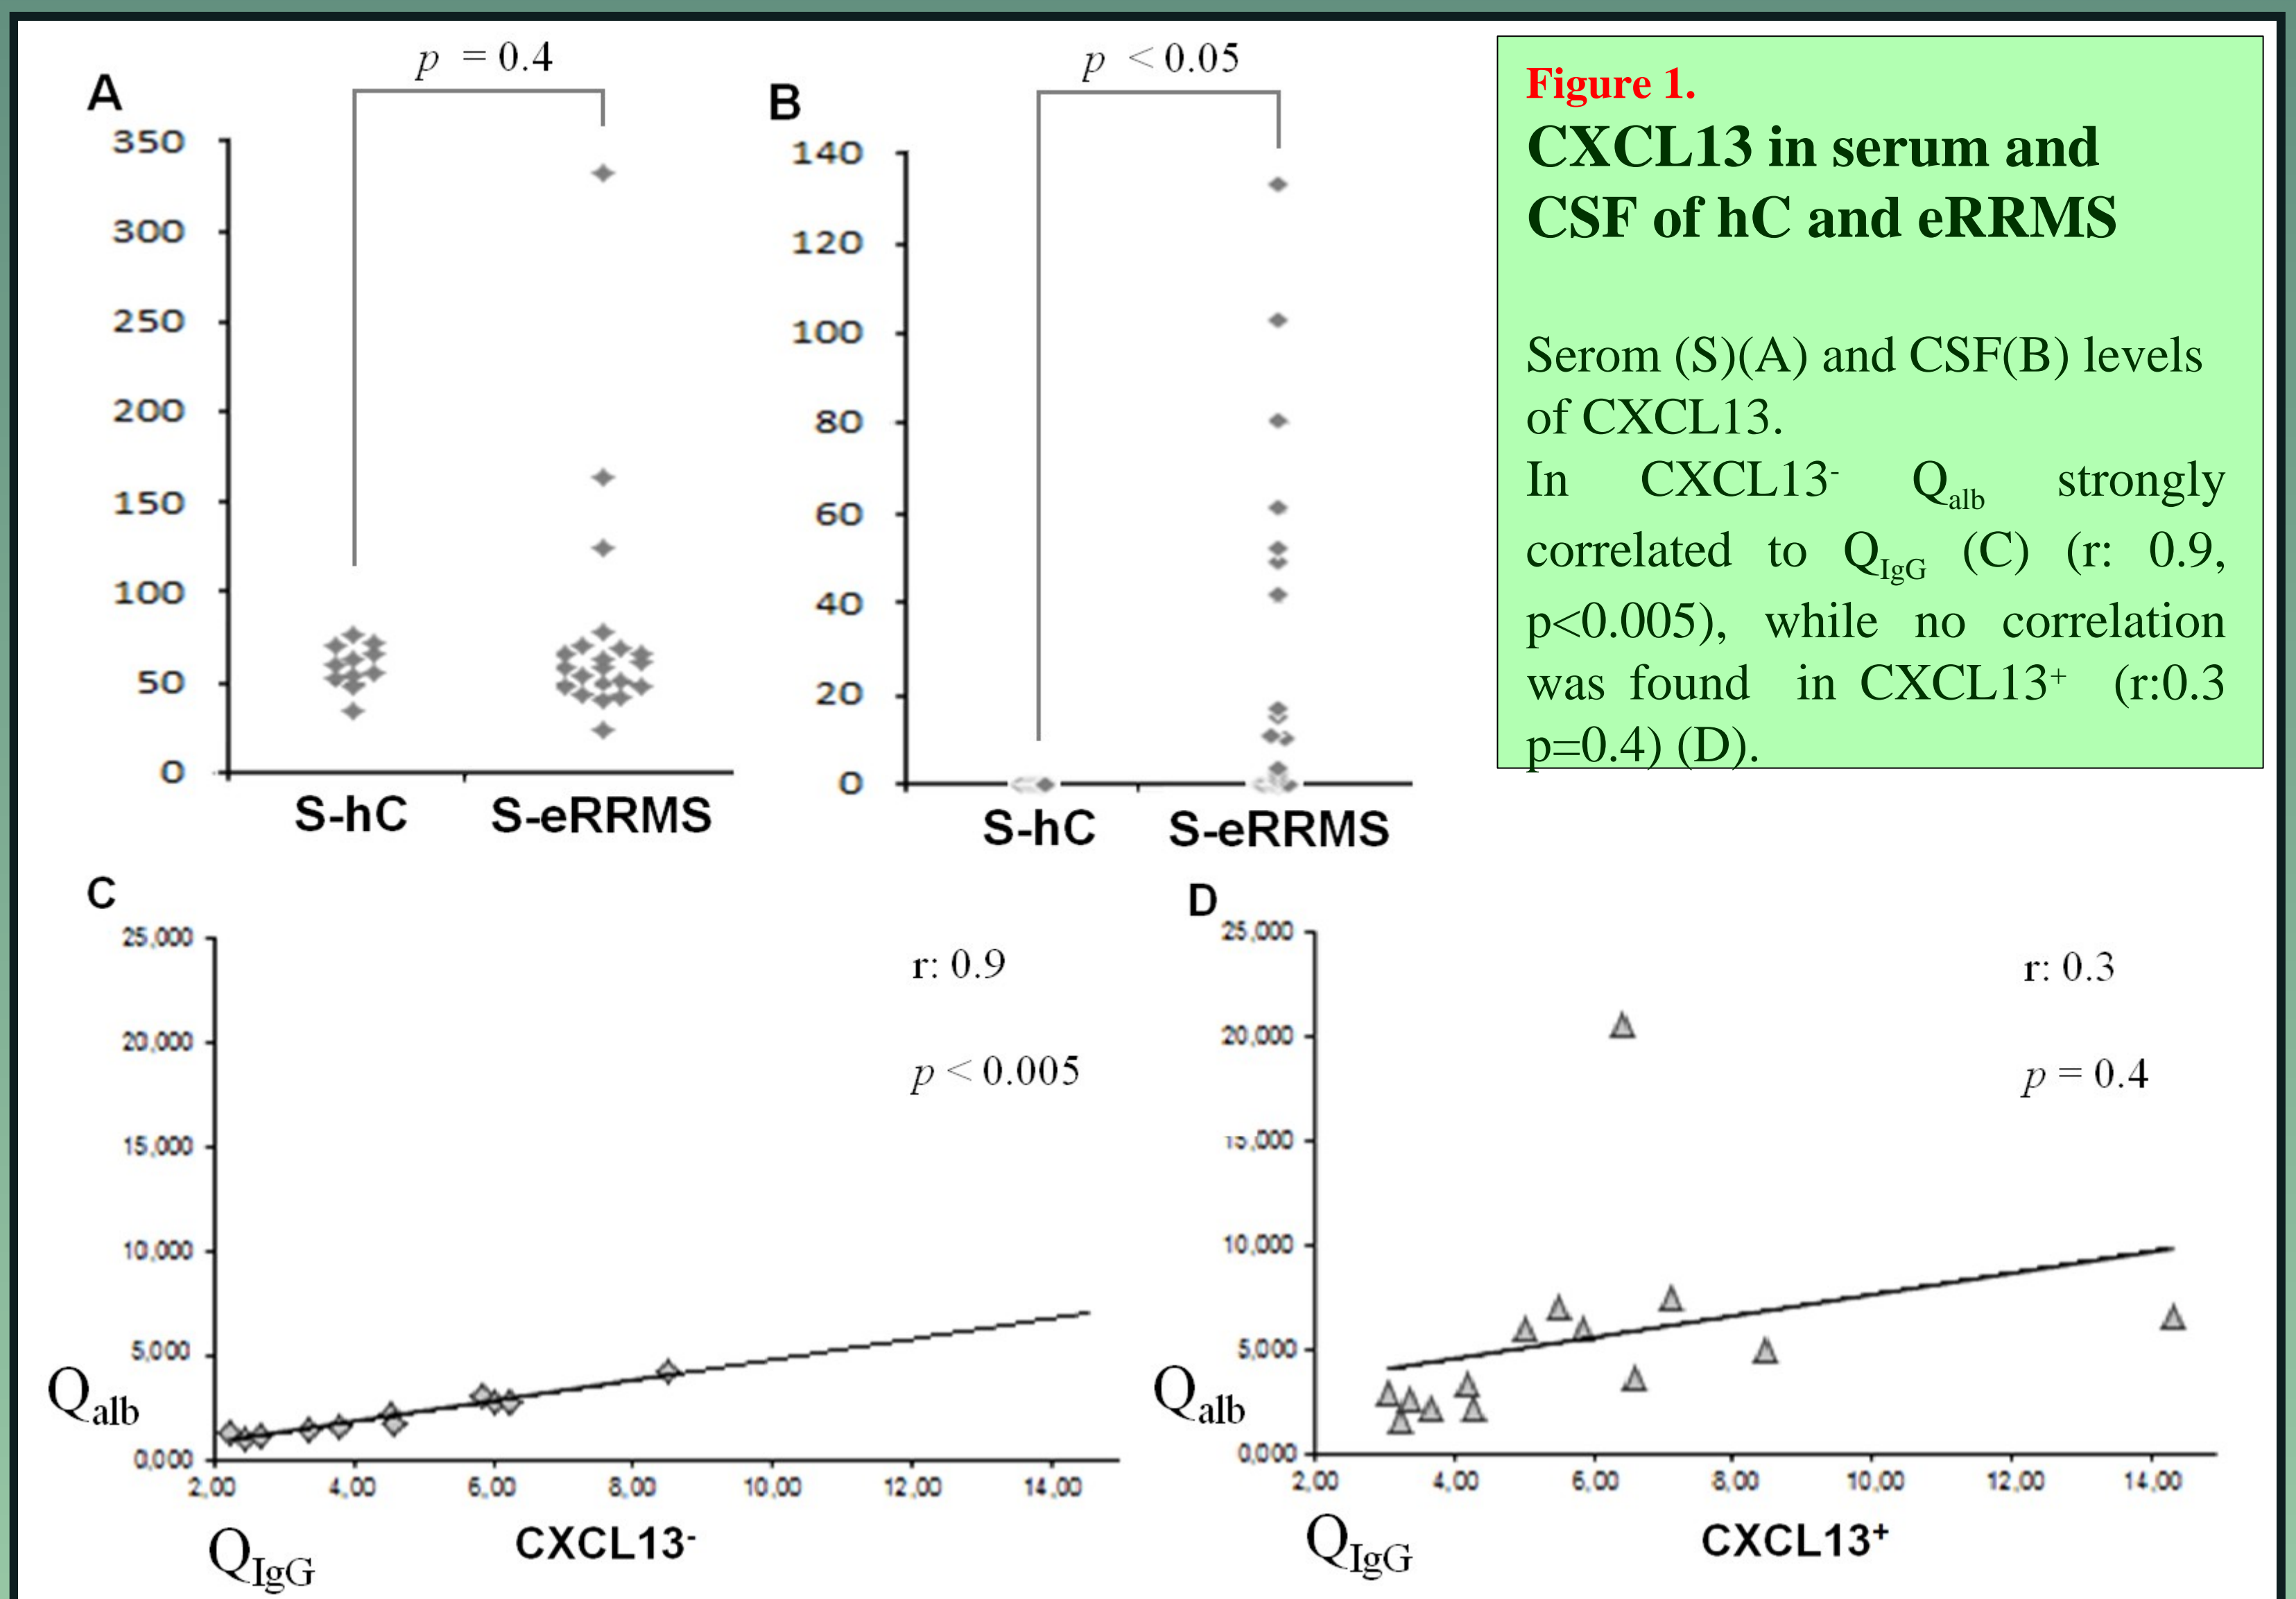 A
p = 0.4
350
300
250
200
150
100
50
0
S-hC S-eRRMS
B
p < 0.05
140
120
100
80
60
40
20
0
S-hC S-eRRMS
Figure 1.
CXCL13 in serum and
CSF of hC and eRRMS
Serom (S)(A) and CSF(B) levels
of CXCL13.
In CXCL13- Qalb strongly
correlated to QIgG (C) (r: 0.9,
p<0.005), while no correlation
was found in CXCL13+ (r:0.3
p=0.4) (D).
C
25,000
20,000
15,000
10,000
5,000
0,000
r: 0.9
p < 0.005
Qalb
2,00 4,00 6,00 8,00 10,00 12,00 14,00
QIgG
CXCL13-
D
25,000
20,000
15,000
10,000
5,000
0,000
r: 0.3
p = 0.4
Qalb
2,00 4,00 6,00 8,00 10,00 12,00 14,00
QIgG
CXCL13+